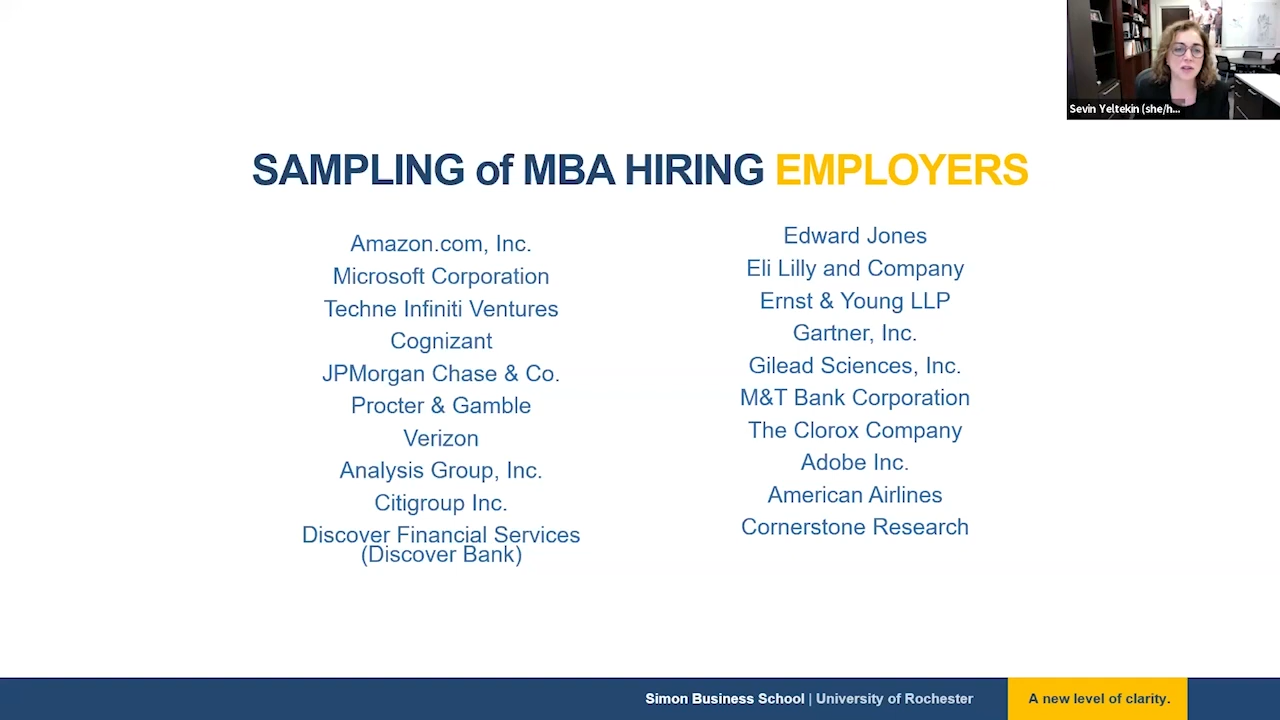 Sevin Yeltekin (she/h...
SAMPLING of MBA HIRING EMPLOYERS
Amazon.com, Inc.
Microsoft Corporation
Techne Infiniti Ventures
Cognizant
JPMorgan Chase & Co.
Procter & Gamble
Verizon
Analysis Group, Inc.
Citigroup Inc.
Discover Financial Services
(Discover Bank)
Edward Jones
Eli Lilly and Company
Ernst & Young LLP
Gartner, Inc.
Gilead Sciences, Inc.
M&T Bank Corporation
The Clorox Company
Adobe Inc.
American Airlines
Cornerstone Research
Simon Business School | University of Rochester
A new level of clarity.